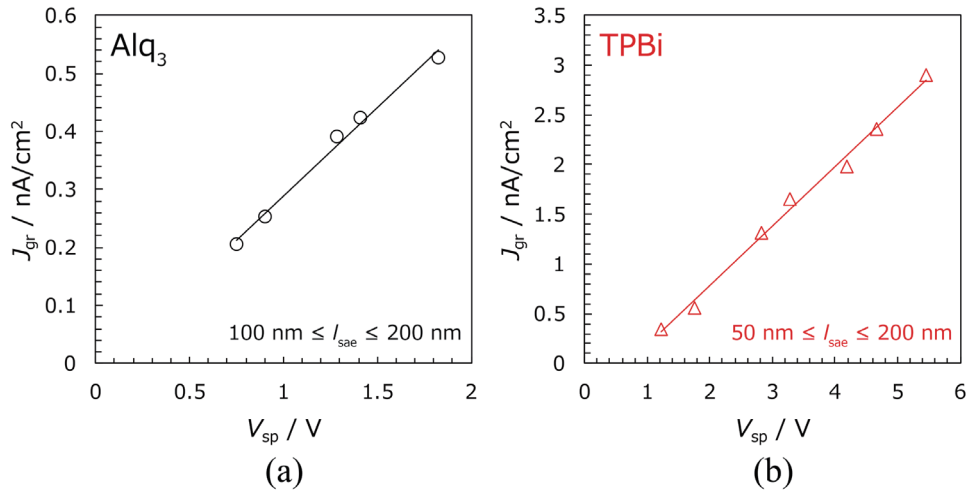 0.6
0.5
0.4
0.3
0.2
0.1
0
Alq3
Jgr / nA/cm2
100 nm ≤ lsae ≤ 200 nm
0 0.5 1 1.5 2
Vsp / V
(a)
3.5
3
2.5
2
1.5
1
0.5
0
TPBi
Jgr / nA/cm2
50 nm ≤ lsae ≤ 200 nm
0 1 2 3 4 5 6
Vsp / V
(b)